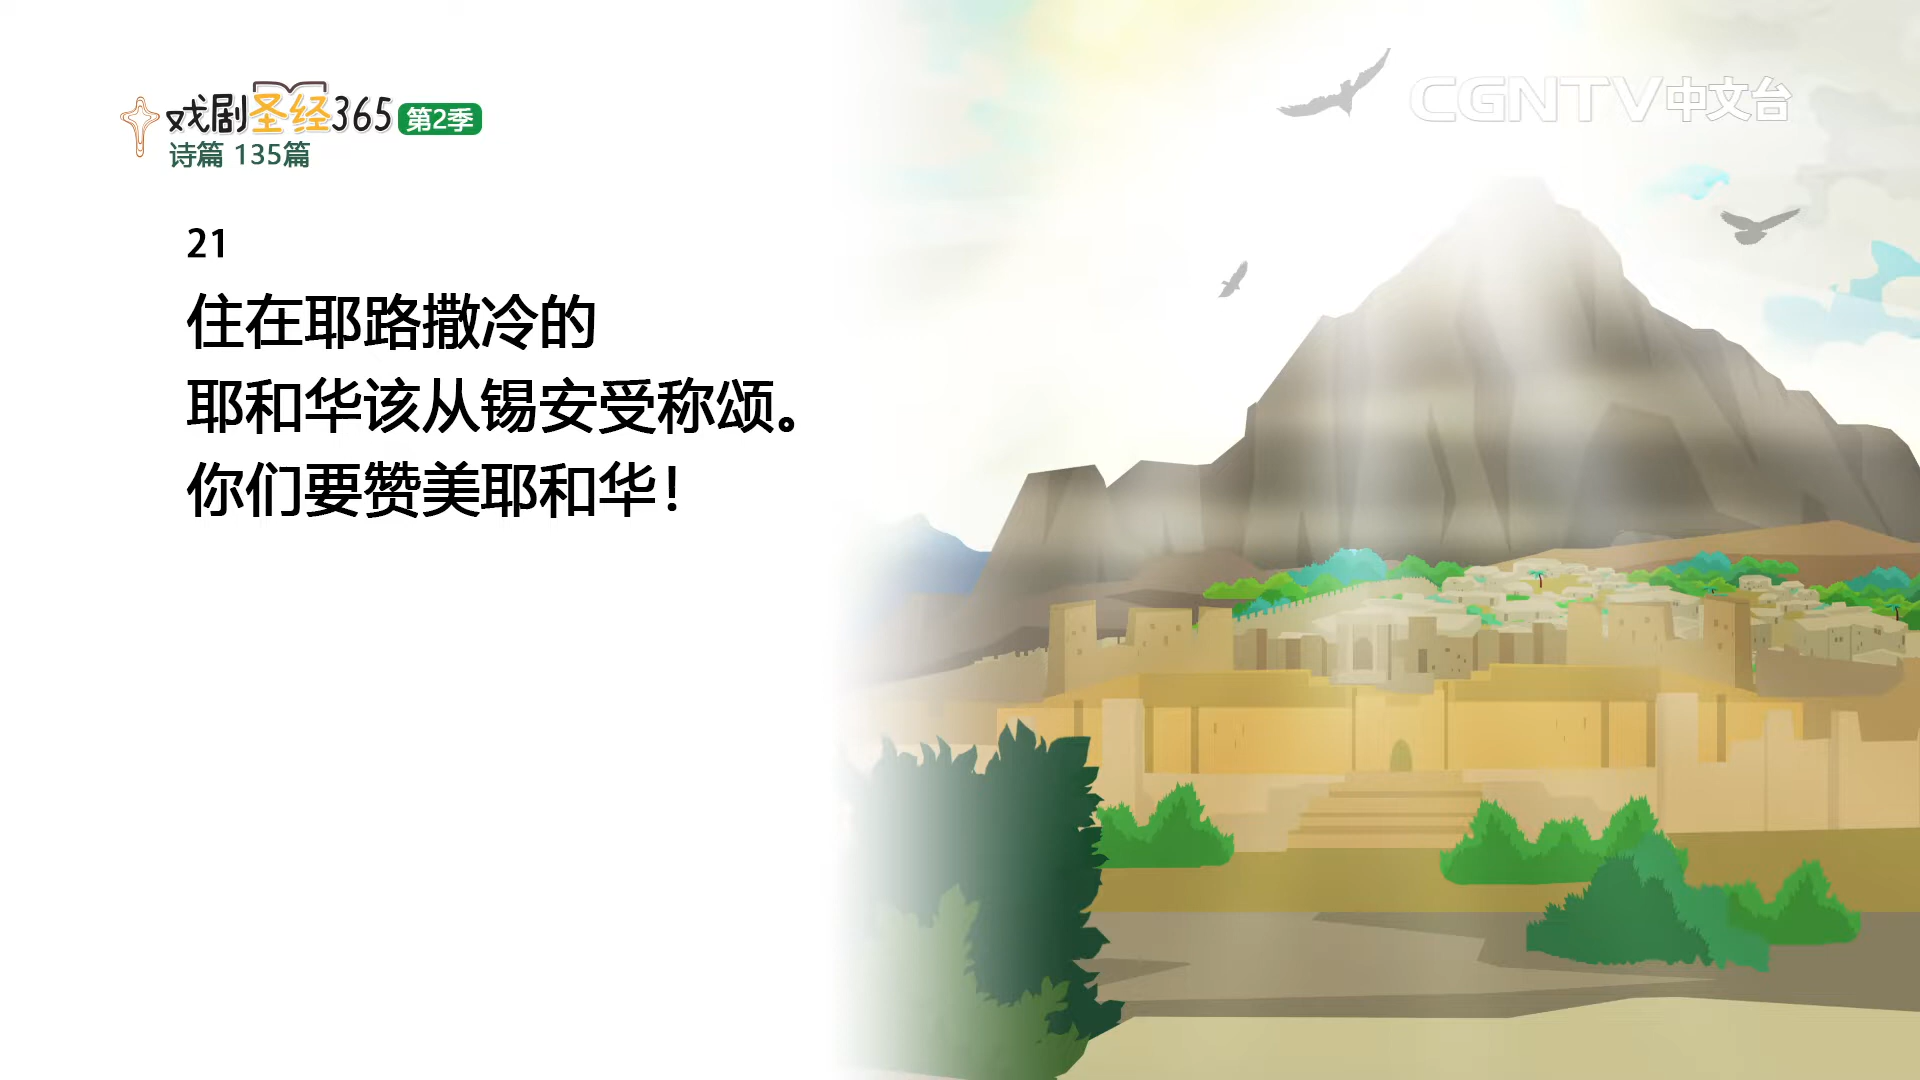 戏剧圣经365 第2季
CGNTV中文台
诗篇 135篇
21
住在耶路撒冷的
耶和华该从锡安受称颂。
你们要赞美耶和华！